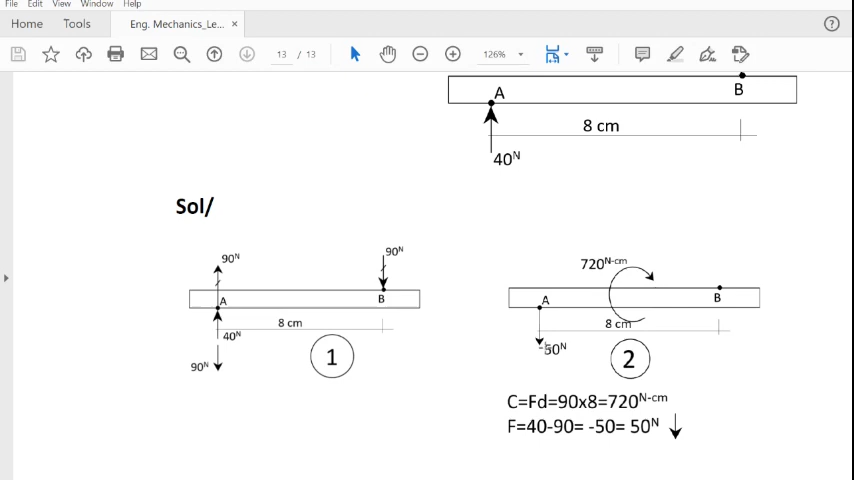 File Edit View Window Help
Home Tools Eng. Mechanics_Le... ×
13 / 13 126%
A B
8 cm
40N
Sol/
90N 90N
A B
8 cm
40N
90N
1
720N-cm
A B
8 cm
-50N
2
C=Fd=90x8=720N-cm
F=40-90= -50= 50N